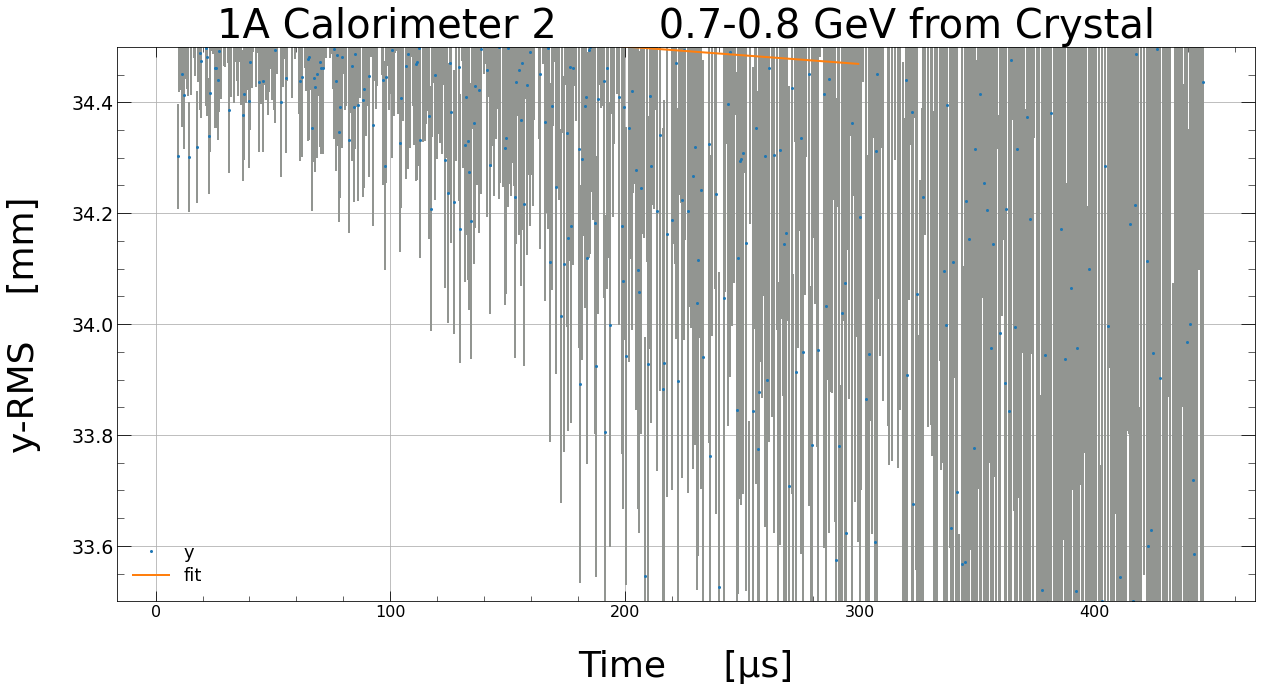 1A Calorimeter 2 0.7-0.8 GeV from Crystal
y-RMS [mm]
34.4
34.2
34.0
33.8
33.6
y
fit
0 100 200 300 400
Time [µs]